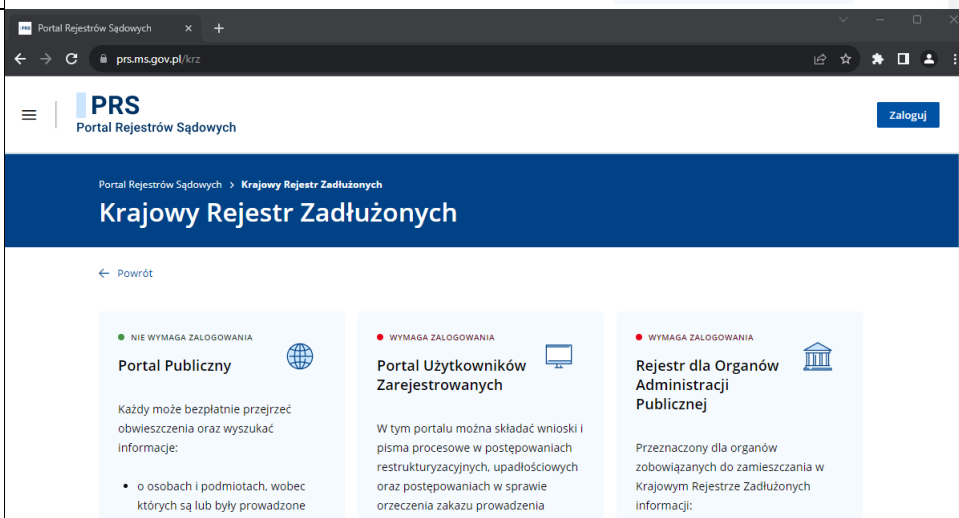 PRS
Portal Rejestrów Sądowych
prs.ms.gov.pl/krz
PRS
Portal Rejestrów Sądowych
Zaloguj
Portal Rejestrów Sądowych > Krajowy Rejestr Zadłużonych
Krajowy Rejestr Zadłużonych
← Powrót
NIE WYMAGA ZALOGOWANIA
Portal Publiczny
Każdy może bezpłatnie przejrzeć
obwieszczenia oraz wyszukać
informacje:
• o osobach i podmiotach, wobec
których są lub były prowadzone
WYMAGA ZALOGOWANIA
Portal Użytkowników
Zarejestrowanych
W tym portalu można składać wnioski i
pisma procesowe w postępowaniach
restrukturyzacyjnych, upadłościowych
oraz postępowaniach w sprawie
orzeczenia zakazu prowadzenia
WYMAGA ZALOGOWANIA
Rejestr dla Organów
Administracji
Publicznej
Przeznaczony dla organów
zobowiązanych do zamieszczania w
Krajowym Rejestrze Zadłużonych
informacji: